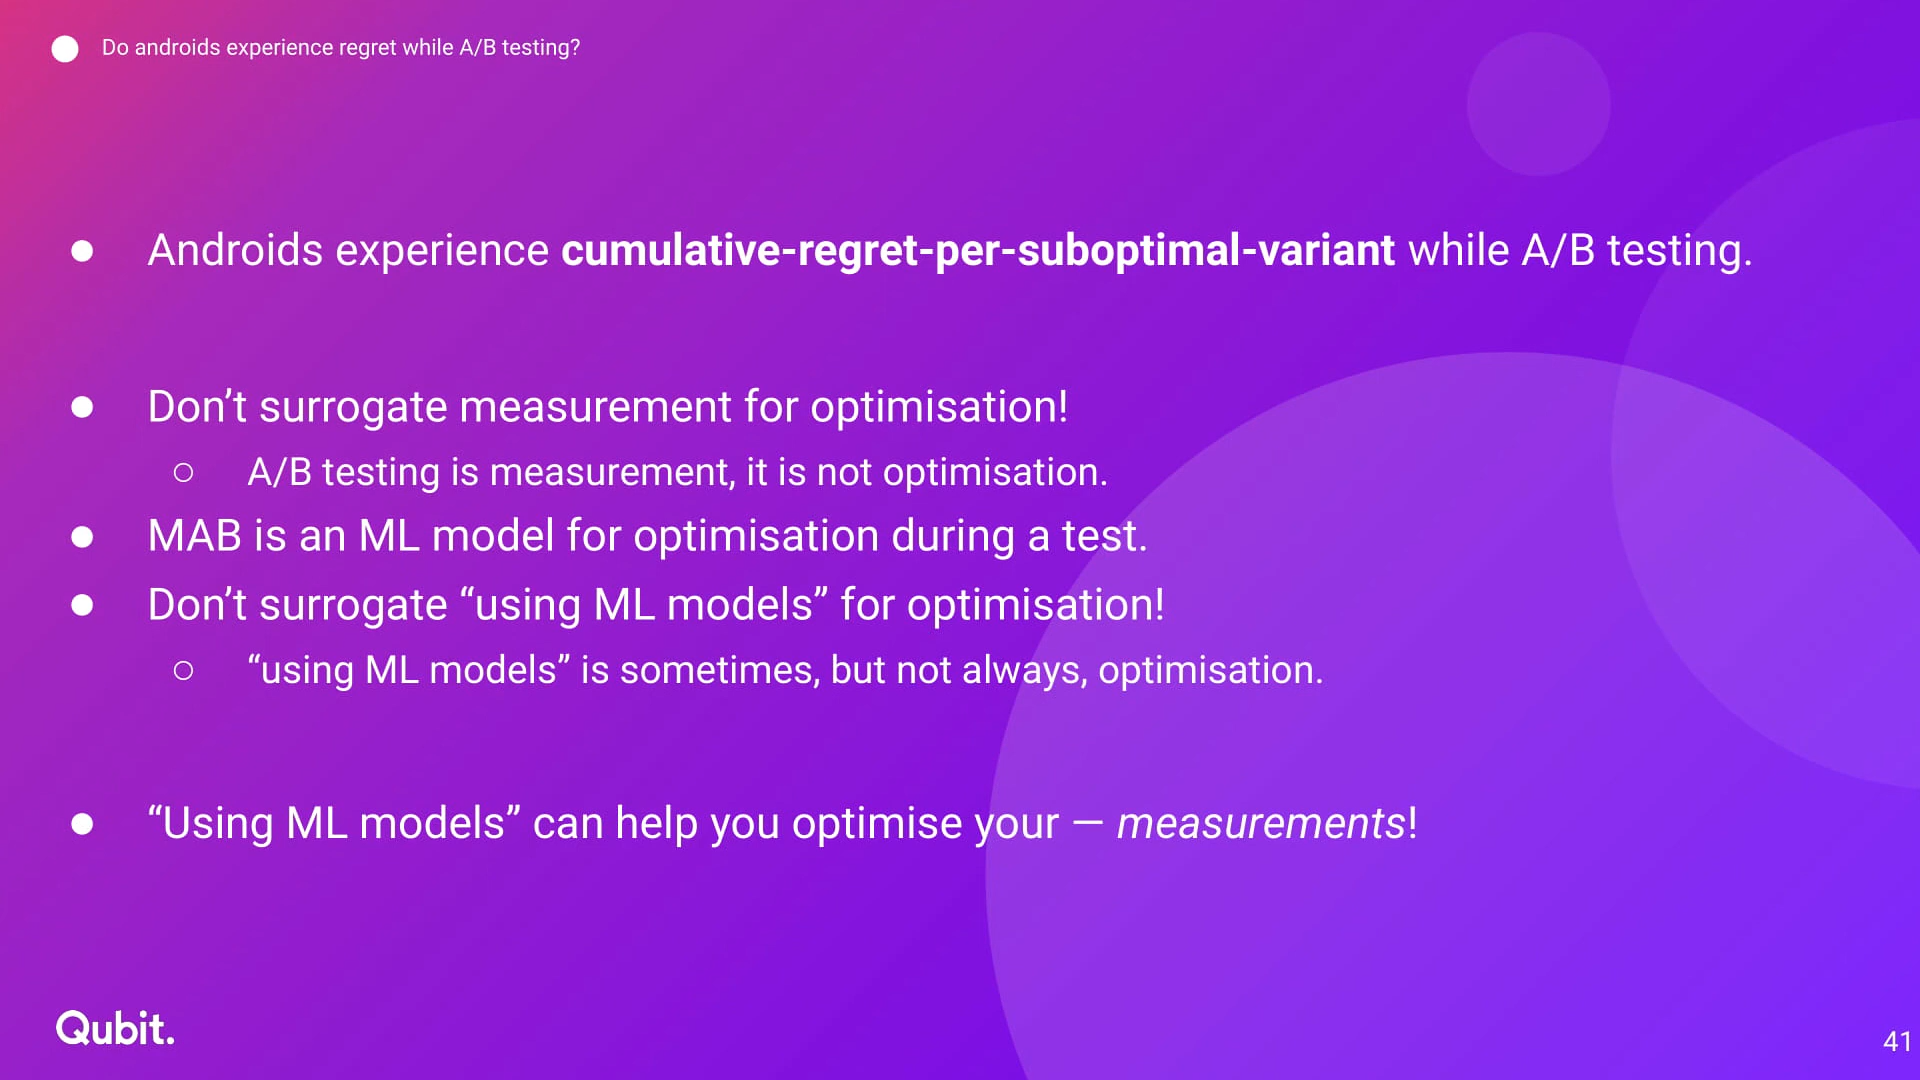 Do androids experience regret while A/B testing?
● Androids experience cumulative-regret-per-suboptimal-variant while A/B testing.
● Don’t surrogate measurement for optimisation!
○ A/B testing is measurement, it is not optimisation.
● MAB is an ML model for optimisation during a test.
● Don’t surrogate “using ML models” for optimisation!
○ “using ML models” is sometimes, but not always, optimisation.
● “Using ML models” can help you optimise your — measurements!
Qubit.
41